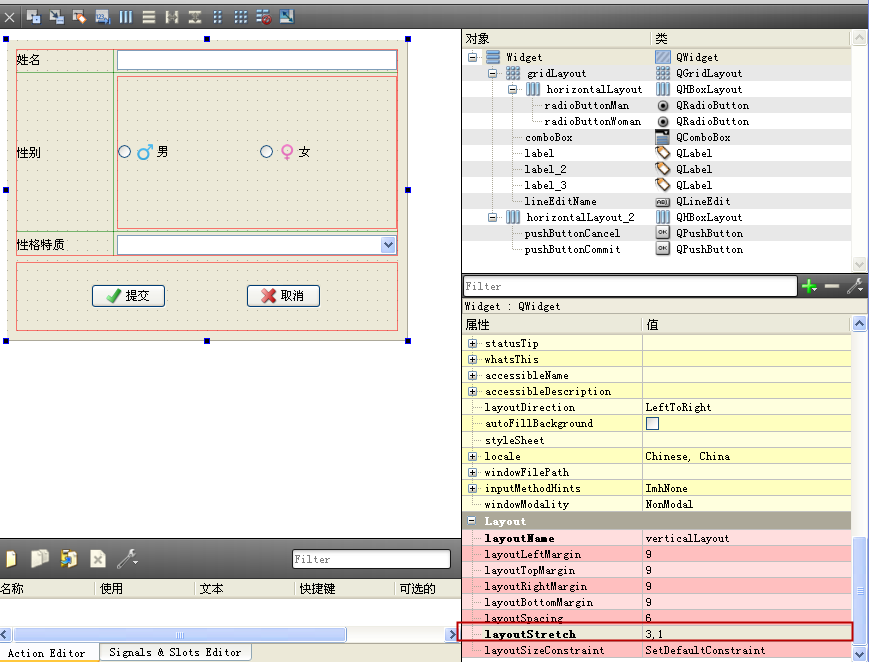 姓名
性别
男
女
性格特质
提交
取消
对象 类
Widget QWidget
gridLayout QGridLayout
horizontalLayout QHBoxLayout
radioButtonMan QRadioButton
radioButtonWoman QRadioButton
comboBox QComboBox
label QLabel
label_2 QLabel
label_3 QLabel
lineEditName QLineEdit
horizontalLayout_2 QHBoxLayout
pushButtonCancel QPushButton
pushButtonCommit QPushButton
Filter
Widget : QWidget
属性 值
statusTip
whatsThis
accessibleName
accessibleDescription
layoutDirection LeftToRight
autoFillBackground
styleSheet
locale Chinese, China
windowFilePath
inputMethodHints ImhNone
windowModality NonModal
Layout
layoutName verticalLayout
layoutLeftMargin 9
layoutTopMargin 9
layoutRightMargin 9
layoutBottomMargin 9
layoutSpacing 6
layoutStretch 3,1
layoutSizeConstraint SetDefaultConstraint
Filter
名称 使用 文本 快捷键 可选的
Action Editor Signals & Slots Editor